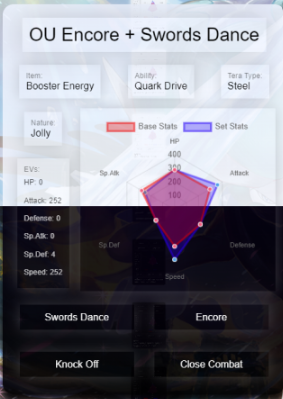 OU Encore + Swords Dance
Item:
Booster Energy
Ability:
Quark Drive
Tera Type:
Steel
Nature:
Jolly
Base Stats
Set Stats
HP
400
300
200
100
Attack
Defense
Speed
Sp.Def
Sp.Atk
EVs:
HP: 0
Attack: 252
Defense: 0
Sp.Atk: 0
Sp.Def: 4
Speed: 252
Swords Dance
Encore
Knock Off
Close Combat